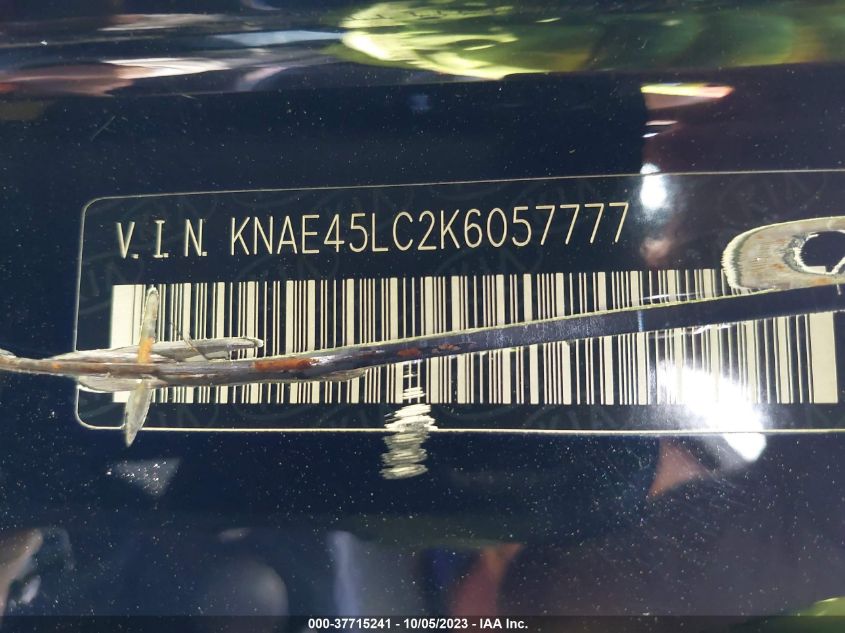 V.I.N. KNAE45LC2K6057777
000-37715241 - 10/05/2023 - IAA Inc.